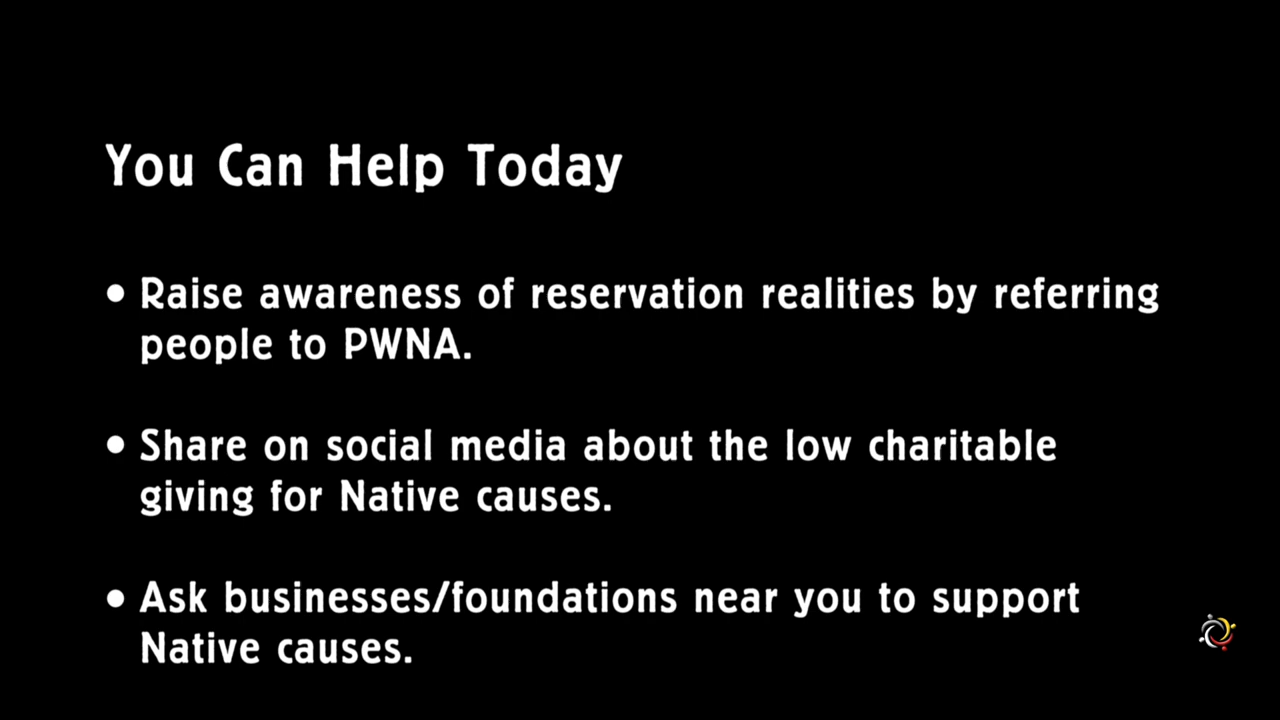 You Can Help Today
• Raise awareness of reservation realities by referring
people to PWNA.
• Share on social media about the low charitable
giving for Native causes.
• Ask businesses/foundations near you to support
Native causes.